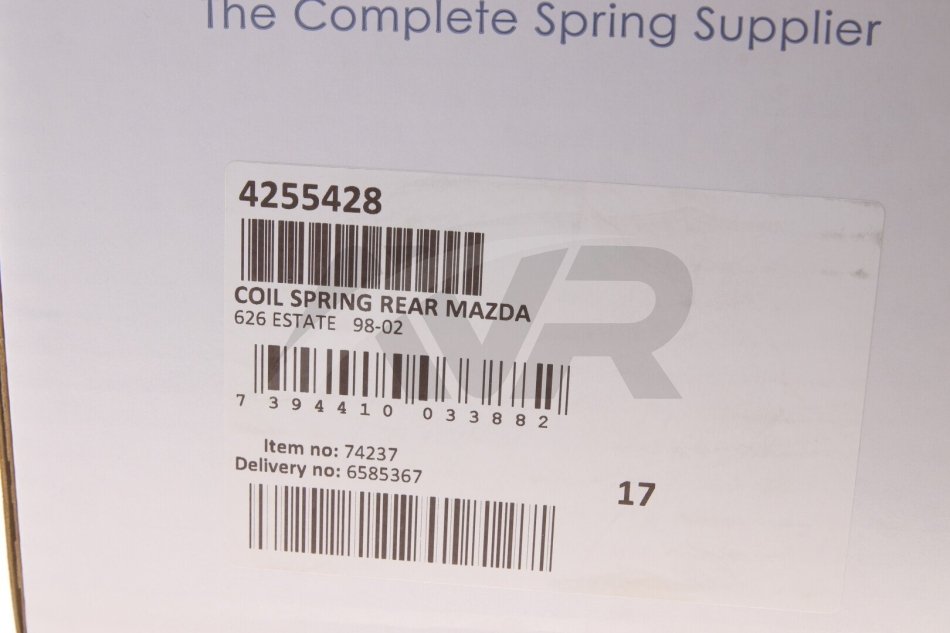 The Complete Spring Supplier
4255428
COIL SPRING REAR MAZDA
626 ESTATE 98-02
7 394410 033882
Item no: 74237
Delivery no: 6585367
17
AVR